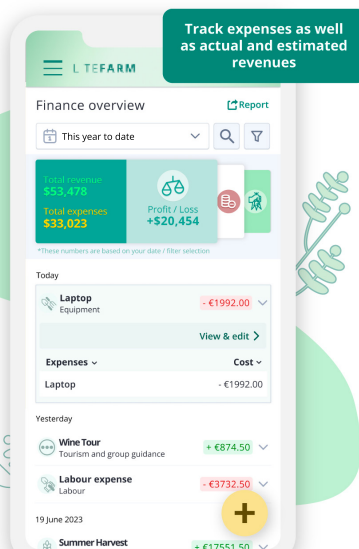 Track expenses as well
as actual and estimated
revenues
LITEFARM
Finance overview
Report
This year to date
Total revenue
$53,478
Total expenses
$33,023
Profit / Loss
+$20,454
*These numbers are based on your date / filter selection
Today
Laptop
Equipment
- €1992.00
View & edit
Expenses
Cost
Laptop
- €1992.00
Yesterday
Wine Tour
Tourism and group guidance
+ €874.50
Labour expense
Labour
- €3732.50
19 June 2023
Summer Harvest
+ €17551.50